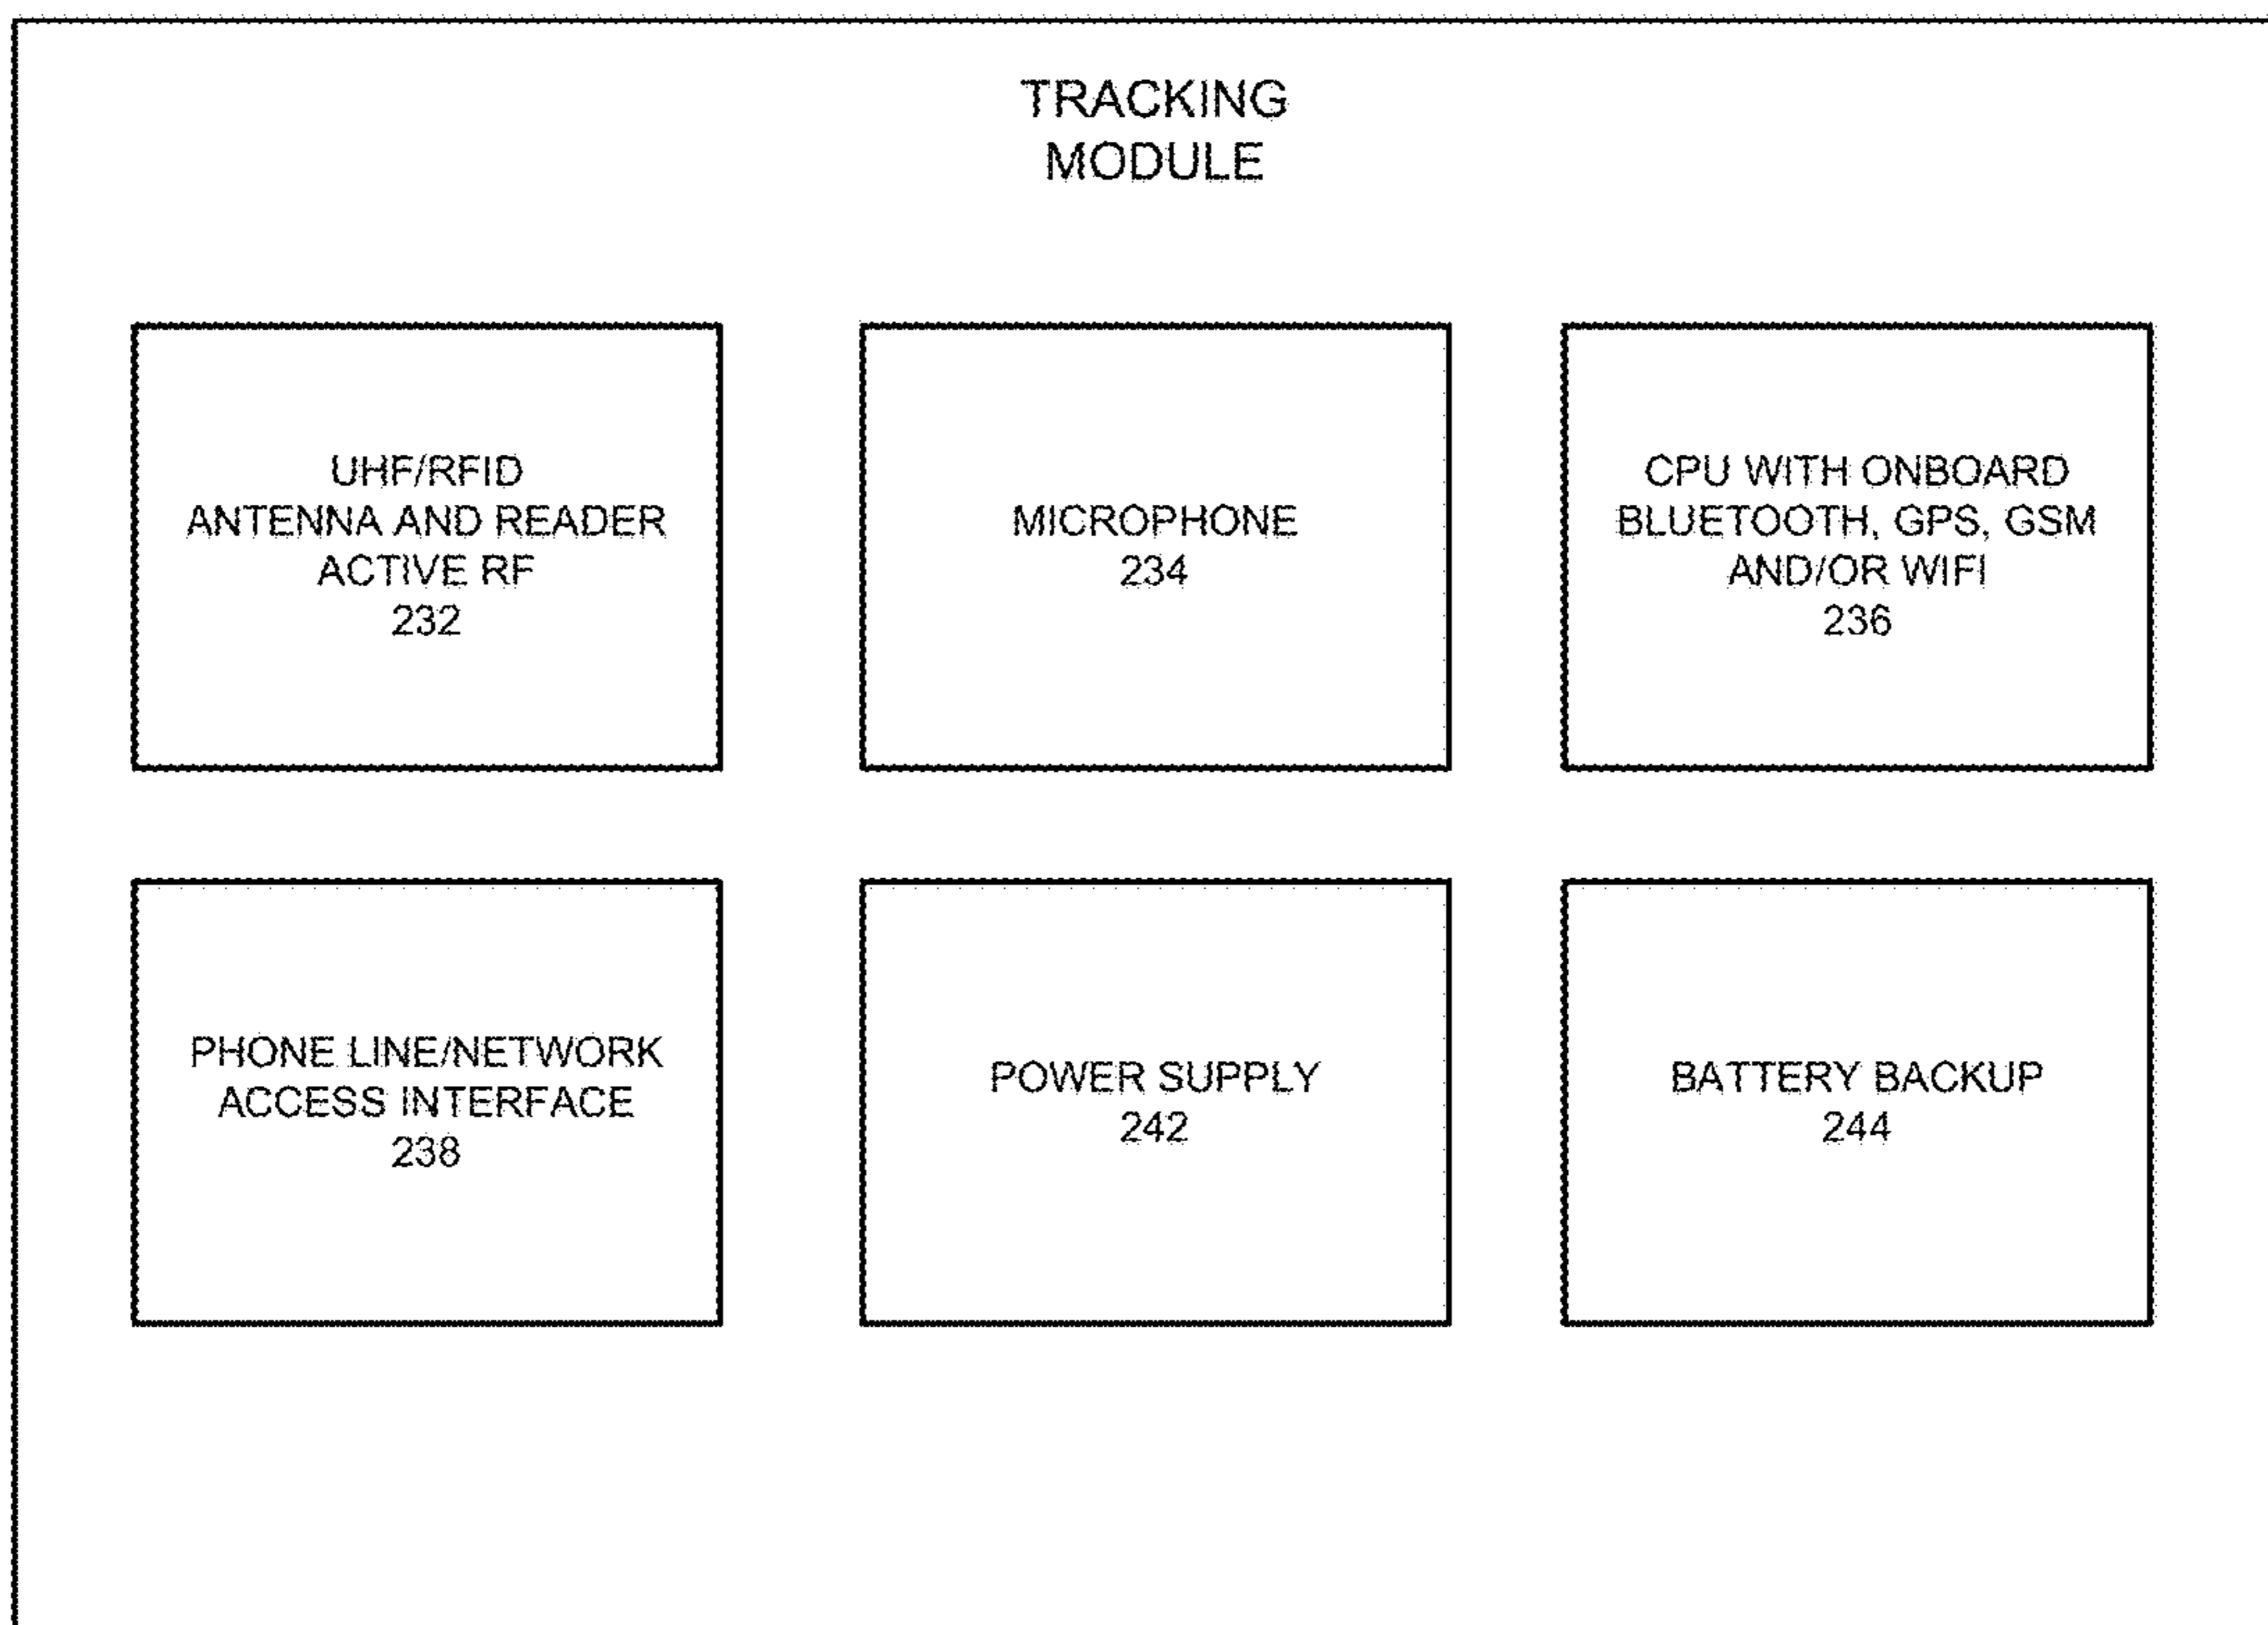 TRACKING
MODULE
UHF/RFID
ANTENNA AND READER
ACTIVE RF
232
MICROPHONE
234
CPU WITH ONBOARD
BLUETOOTH, GPS, GSM
AND/OR WIFI
236
PHONE LINE/NETWORK
ACCESS INTERFACE
238
POWER SUPPLY
242
BATTERY BACKUP
244